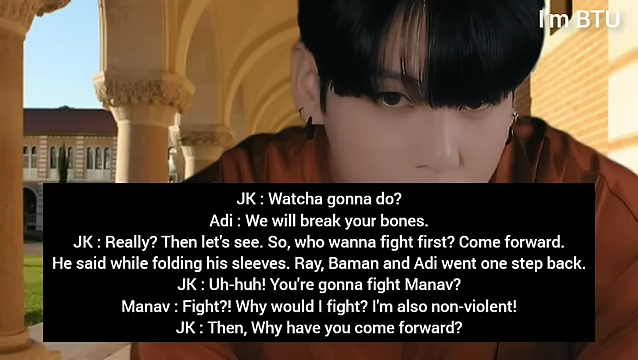 I'm BTU
JK : Watcha gonna do?
Adi : We will break your bones.
JK : Really? Then let's see. So, who wanna fight first? Come forward.
He said while folding his sleeves. Ray, Baman and Adi went one step back.
JK : Uh-huh! You're gonna fight Manav?
Manav : Fight?! Why would I fight? I'm also non-violent!
JK : Then, Why have you come forward?